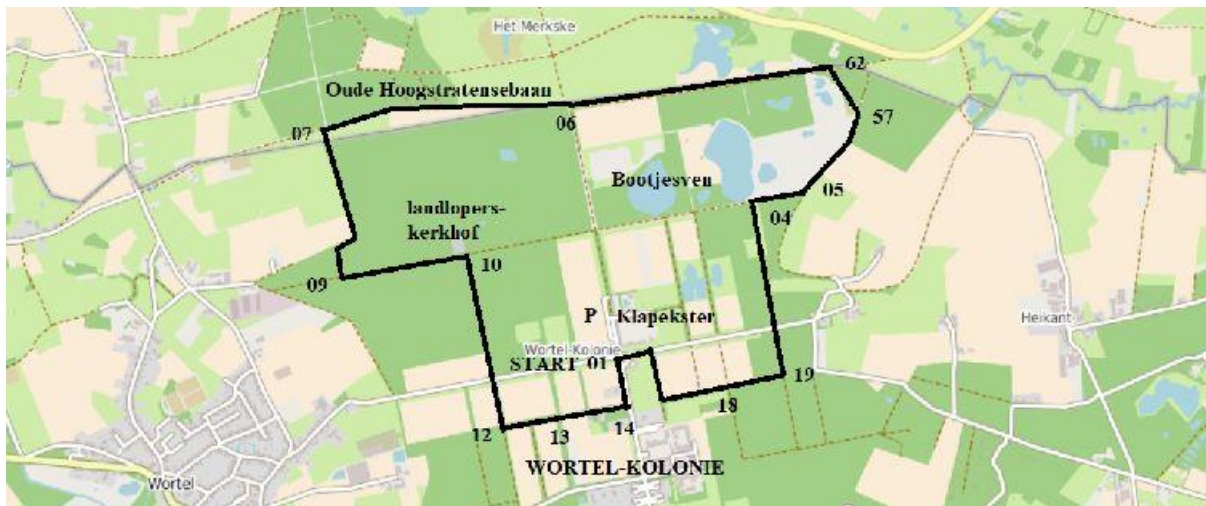 Het Merkske
62
Oude Hoogstratensebaan
06
57
07
Bootjesven
05
landlopers-
kerkhof
04
10
09
P Klapekster
Heikant
Wortel-Kolonie
START 01
19
18
14
12
13
WORTEL-KOLONIE
Wortel